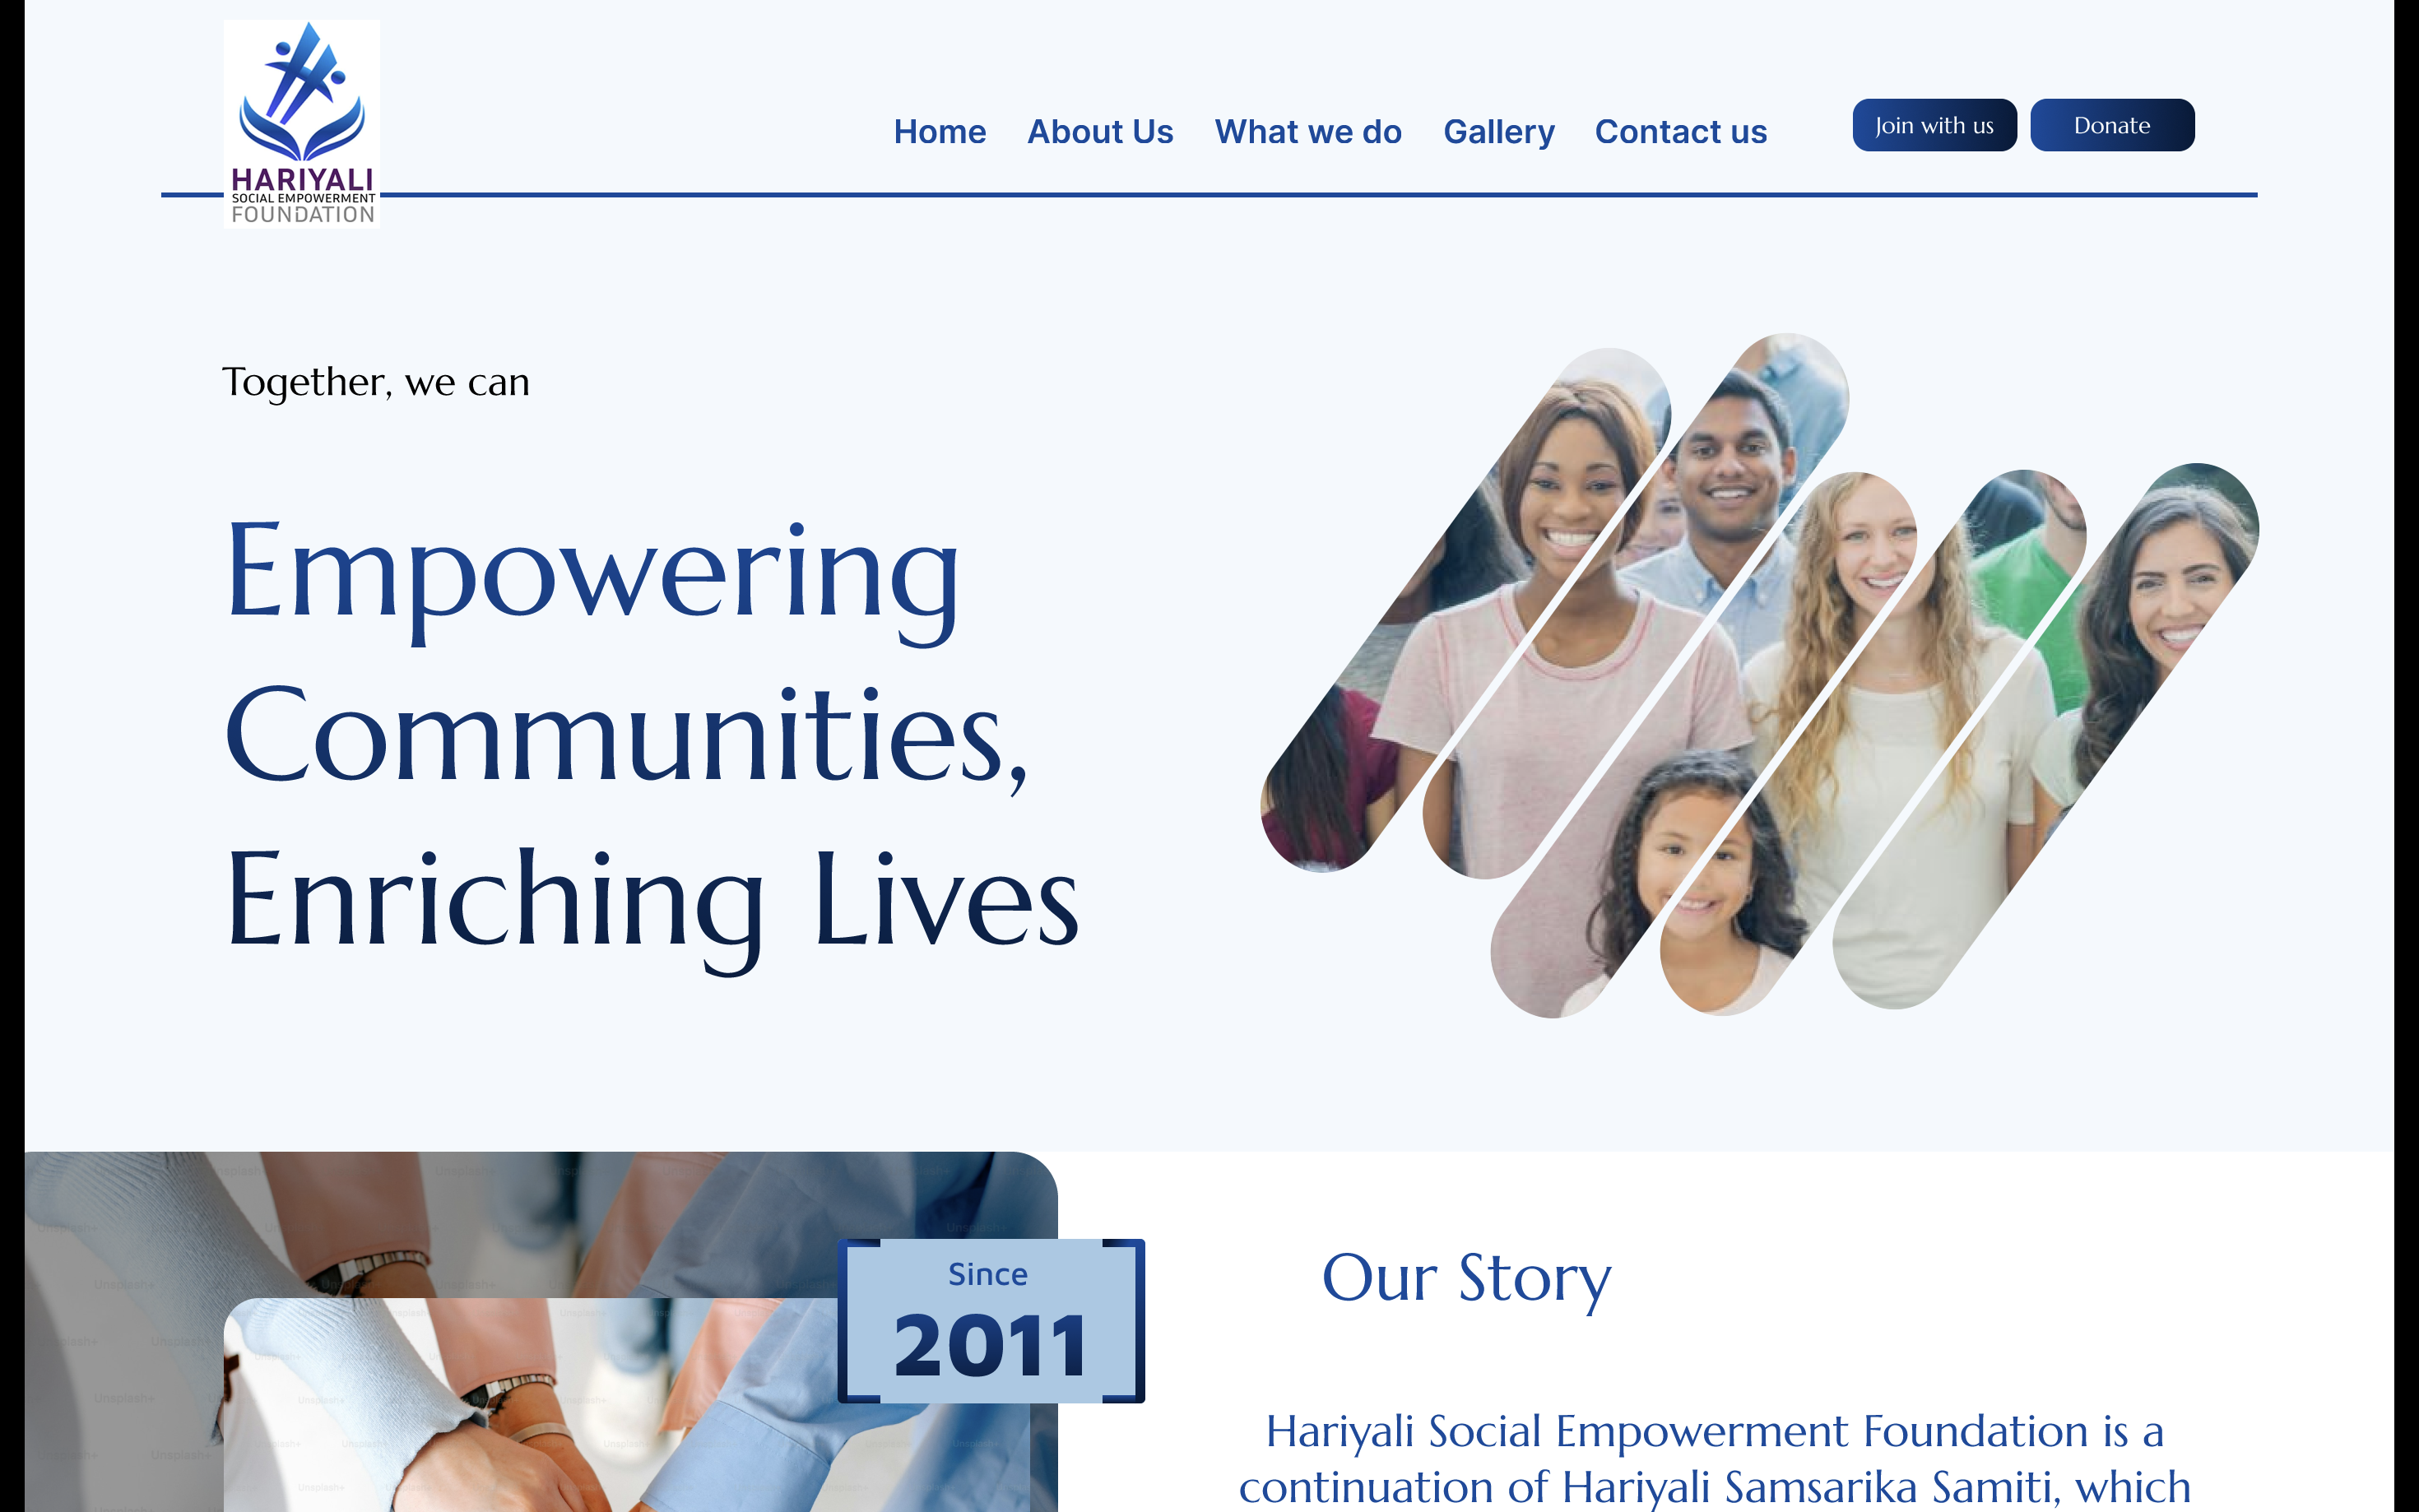 HARIYALI
SOCIAL EMPOWERMENT
FOUNDATION
Home About Us What we do Gallery Contact us Join with us Donate
Together, we can
Empowering
Communities,
Enriching Lives
Since
2011
Our Story
Hariyali Social Empowerment Foundation is a
continuation of Hariyali Samsarika Samiti, which
Unsplash+